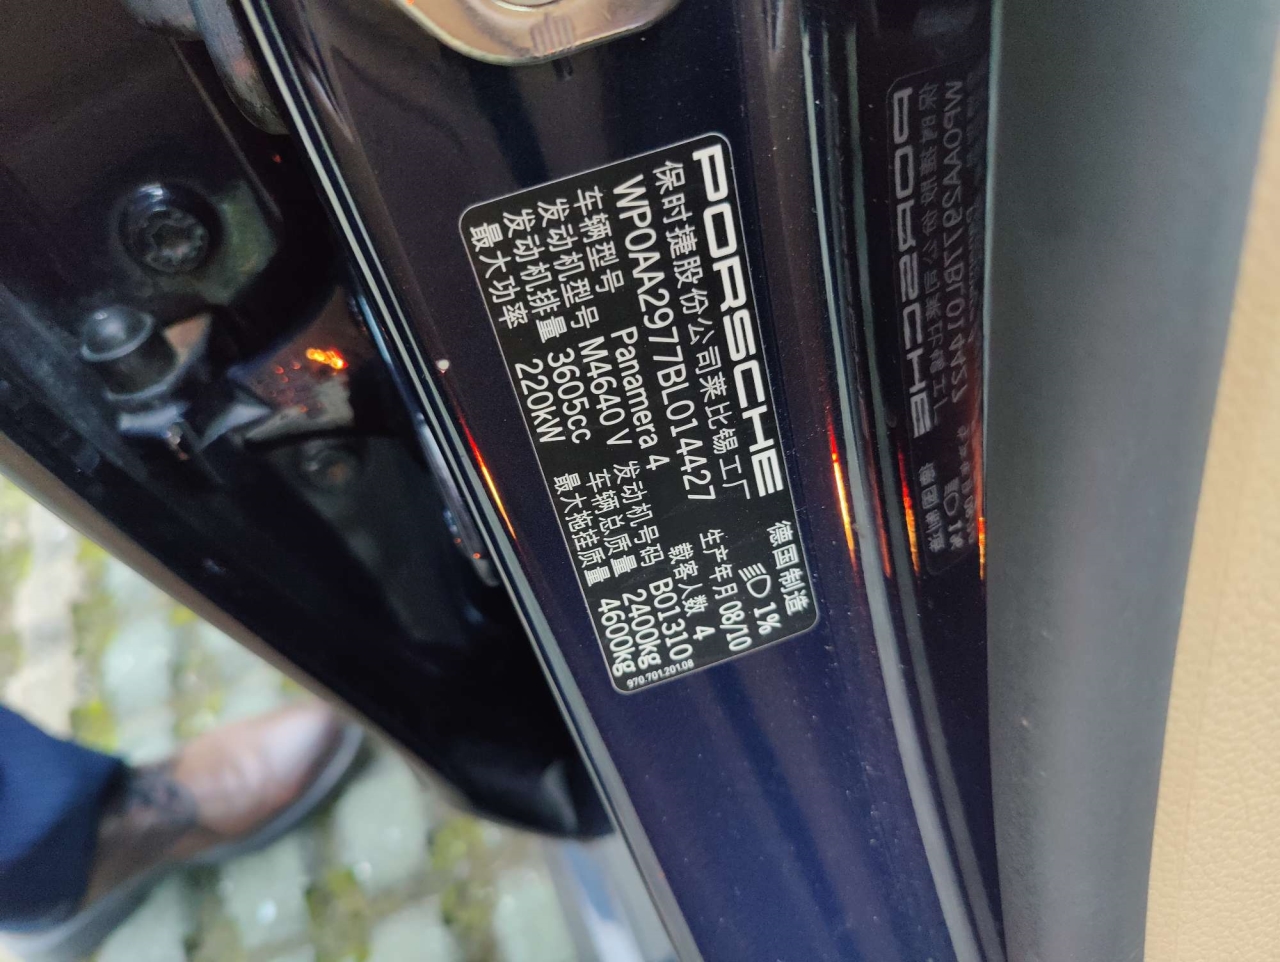 PORSCHE
保时捷股份公司莱比锡工厂 德国制造
WP0AA2977BL014427 1%
生产年月 08/10
车辆型号 Panamera 4 载客人数 4
发动机型号 M4640 V 发动机号码 B01310
发动机排量 3605cc 车辆总质量 2400kg
最大功率 220kW 最大拖挂质量 4600kg
970.701.201.08